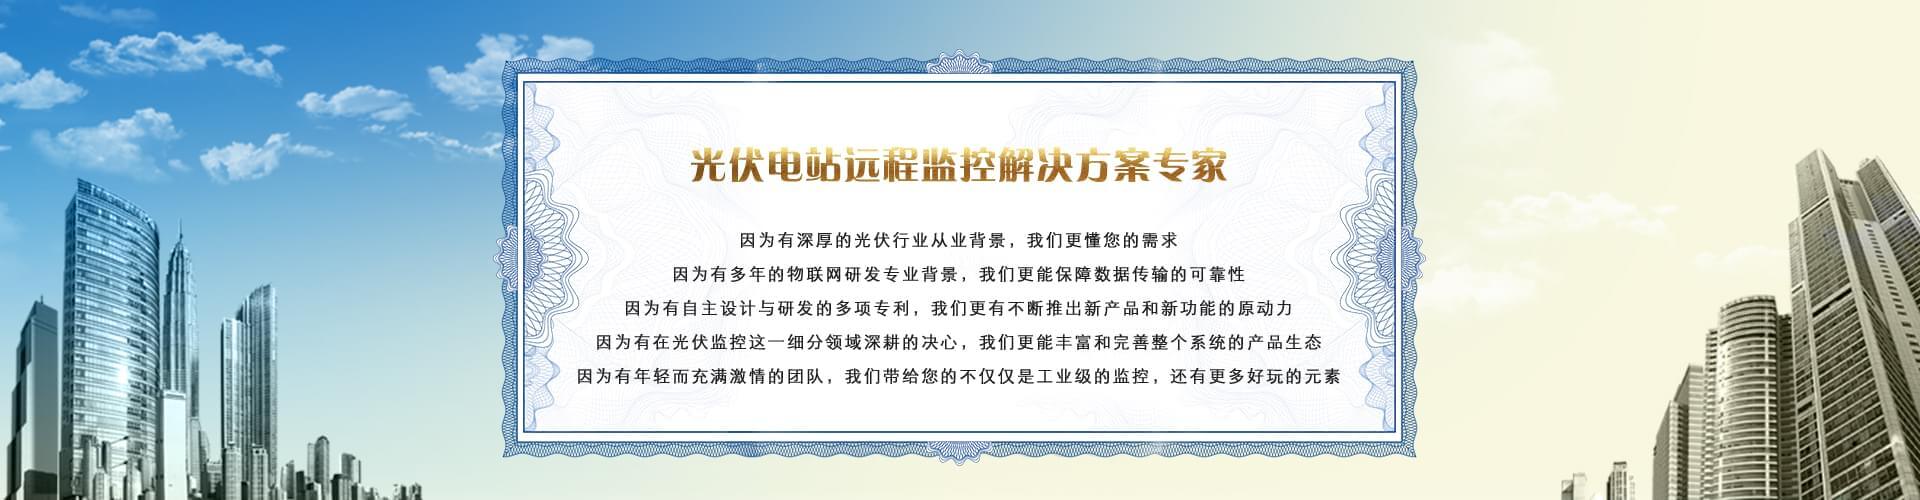 光伏电站远程监控解决方案专家
因为有深厚的光伏行业从业背景，我们更懂您的需求
因为有多年的物联网研发专业背景，我们更能保障数据传输的可靠性
因为有自主设计与研发的多项专利，我们更有不断推出新产品和新功能的原动力
因为有在光伏监控这一细分领域深耕的决心，我们更能丰富和完善整个系统的产品生态
因为有年轻而充满激情的团队，我们带给您的不仅仅是工业级的监控，还有更多好玩的元素